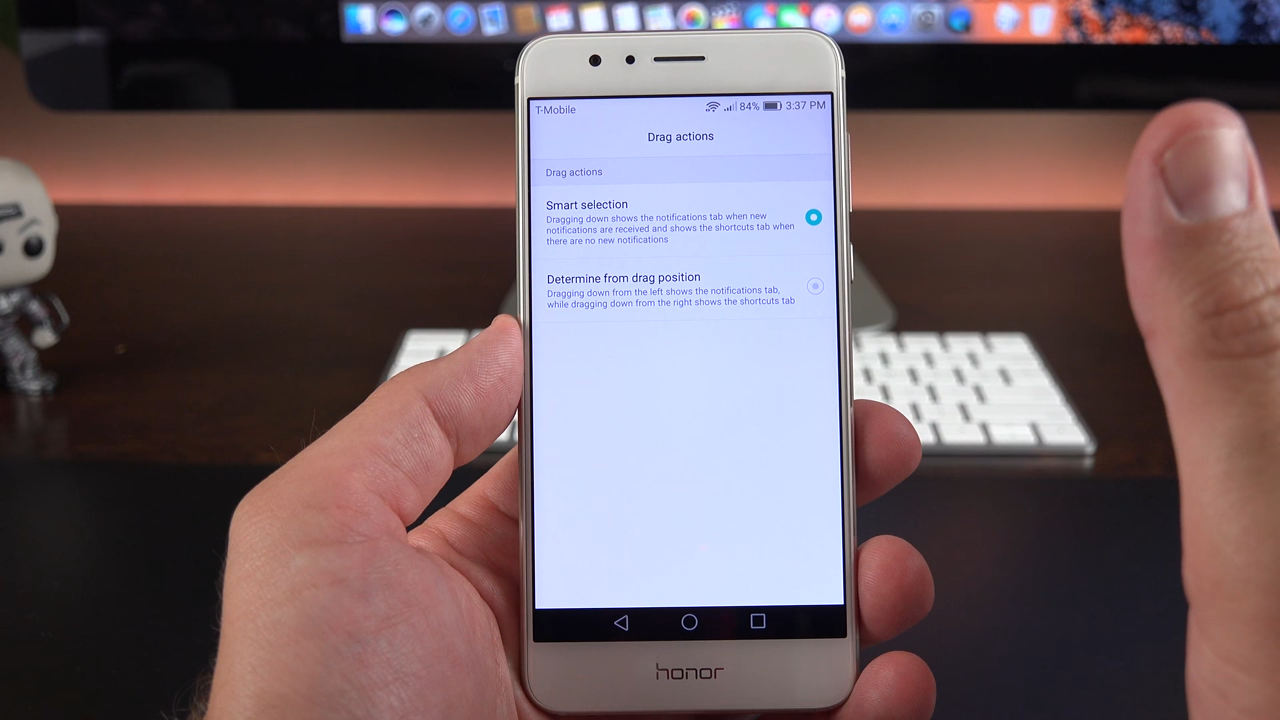 T-Mobile 84% 3:37 PM
Drag actions
Drag actions
Smart selection
Dragging down shows the notifications tab when new
notifications are received and shows the shortcuts tab when
there are no new notifications
Determine from drag position
Dragging down from the left shows the notifications tab,
while dragging down from the right shows the shortcuts tab
honor